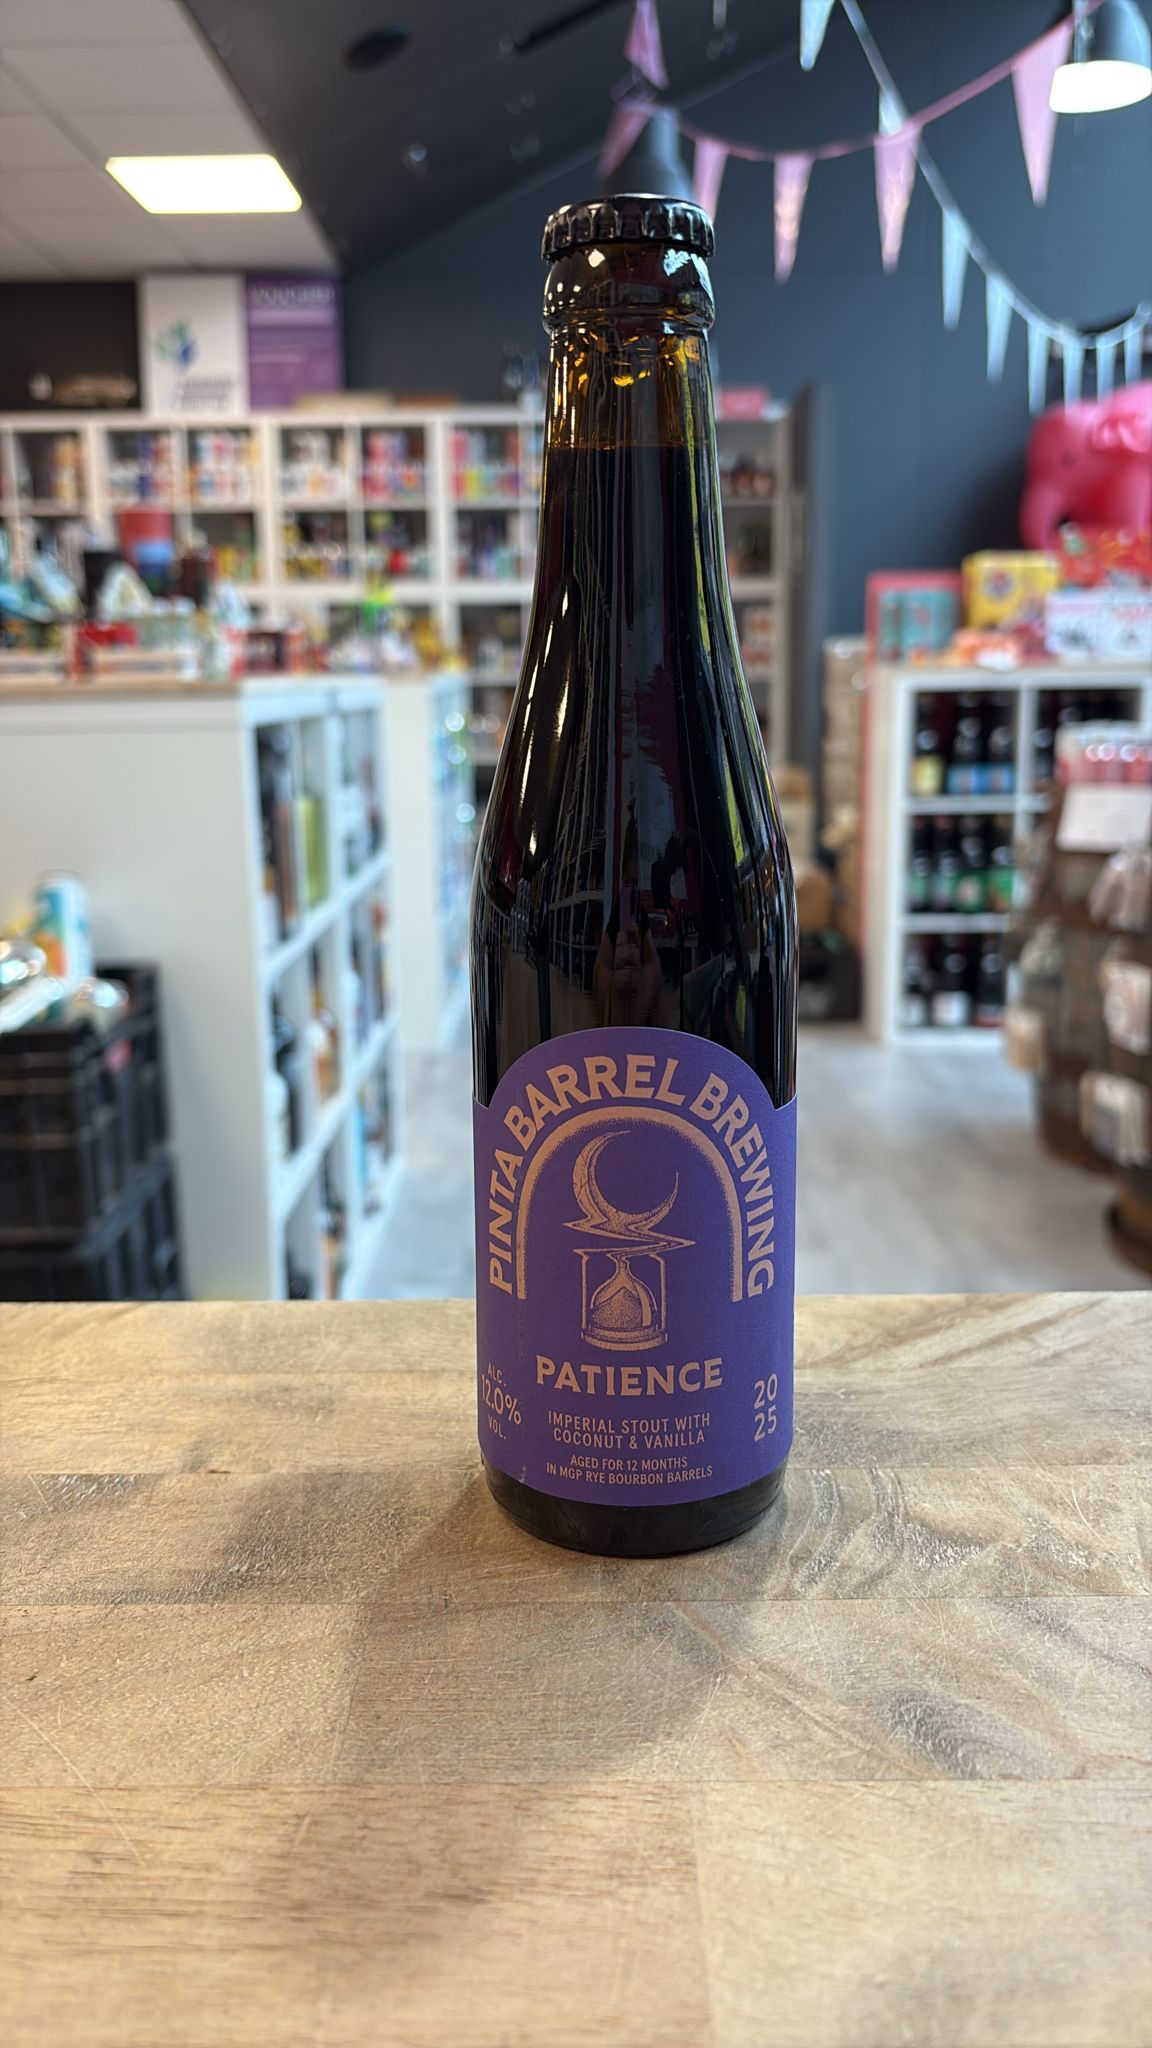 PINTA BARREL BREWING
PATIENCE
ALC.
12.0%
VOL.
IMPERIAL STOUT WITH
COCONUT & VANILLA
AGED FOR 12 MONTHS
IN MGP RYE BOURBON BARRELS
20
25